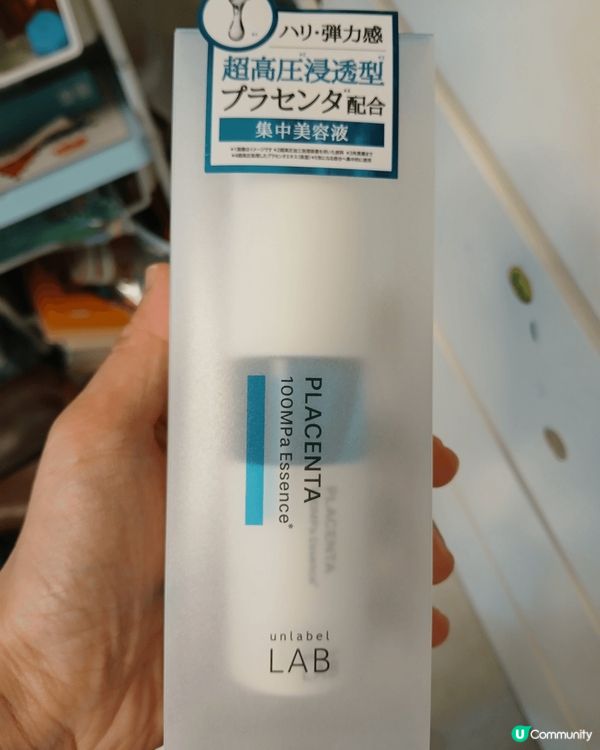 ハリ・弾力感
超高圧浸透型
プラセンタ配合
集中美容液
PLACENTA
100MPa Essence*
PLACENTA
unlabel
LAB
U Community